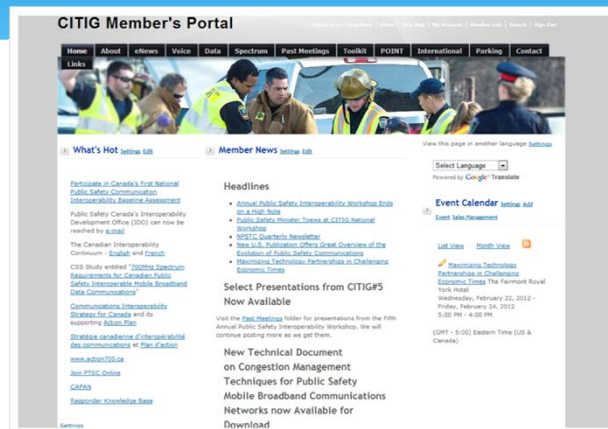 CITIG Member's Portal
Home About eNews Voice Data Spectrum Past Meetings Toolkit POINT International Parking Contact
Links
What's Hot Settings Edit
Participate in Canada's First National
Public Safety Communication
Interoperability Baseline Assessment
Public Safety Canada's Interoperability
Development Office (IDO) can now be
reached by e-mail
The Canadian Interoperability
Continuum - English and French
CSS Study entitled "700MHz Spectrum
Requirements for Canadian Public
Safety Interoperable Mobile Broadband
Data Communications"
Communications Interoperability
Strategy for Canada and its
supporting Action Plan
Stratégie canadienne d'interopérabilité
des communications et Plan d'action
www.action700.ca
Join PTSC Online
CAPAN
Responder Knowledge Base
Settings
Member News Settings Edit
Headlines
Annual Public Safety Interoperability Workshop Ends
on a High Note
Public Safety Minister Toews at CITIG National
Workshop
NPSTC Quarterly Newsletter
New U.S. Publication Offers Great Overview of the
Evolution of Public Safety Communications
Maximizing Technology Partnerships in Challenging
Economic Times
Select Presentations from CITIG#5
Now Available
Visit the Past Meetings folder for presentations from the Fifth
Annual Public Safety Interoperability Workshop. We will
continue posting more as we get them.
New Technical Document
on Congestion Management
Techniques for Public Safety
Mobile Broadband Communications
Networks now Available for
Download
View this page in another language Settings
Select Language
Powered by Google Translate
Event Calendar Settings Add
Event Sales Management
List View Month View
Maximizing Technology
Partnerships in Challenging
Economic Times The Fairmont Royal
York Hotel
Wednesday, February 22, 2012 -
Friday, February 24, 2012
5:00 PM - 4:00 PM
(GMT - 5:00) Eastern Time (US &
Canada)